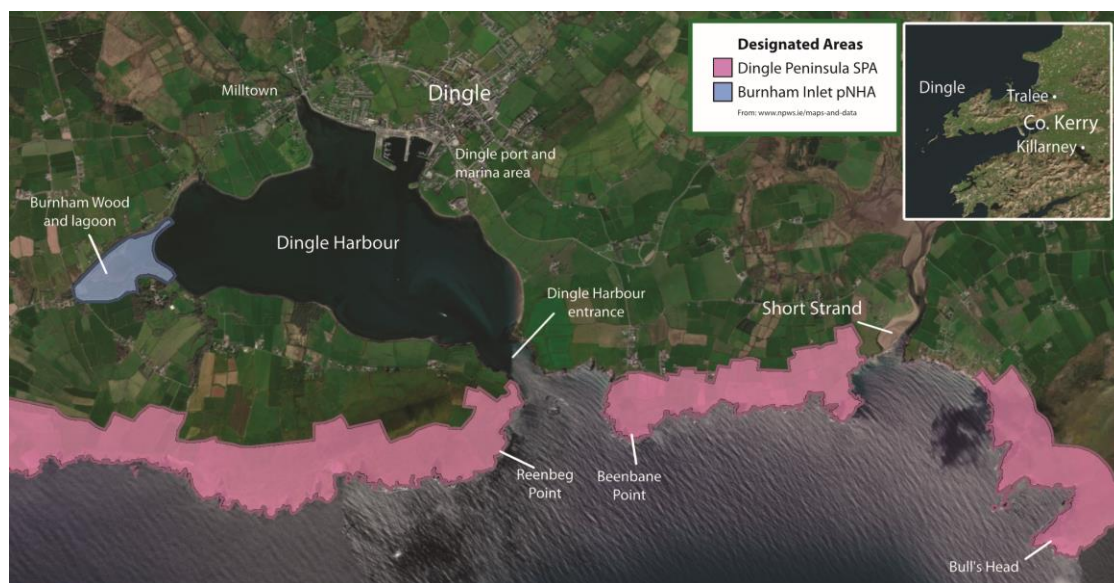 Designated Areas
Dingle Peninsula SPA
Burnham Inlet pNHA
From: www.npws.ie/maps-and-data
Dingle
Tralee
Co. Kerry
Killarney
Milltown
Dingle
Dingle port and
marina area
Burnham Wood
and lagoon
Dingle Harbour
Dingle Harbour
entrance
Short Strand
Reenbeg
Point
Beenbane
Point
Bull's Head